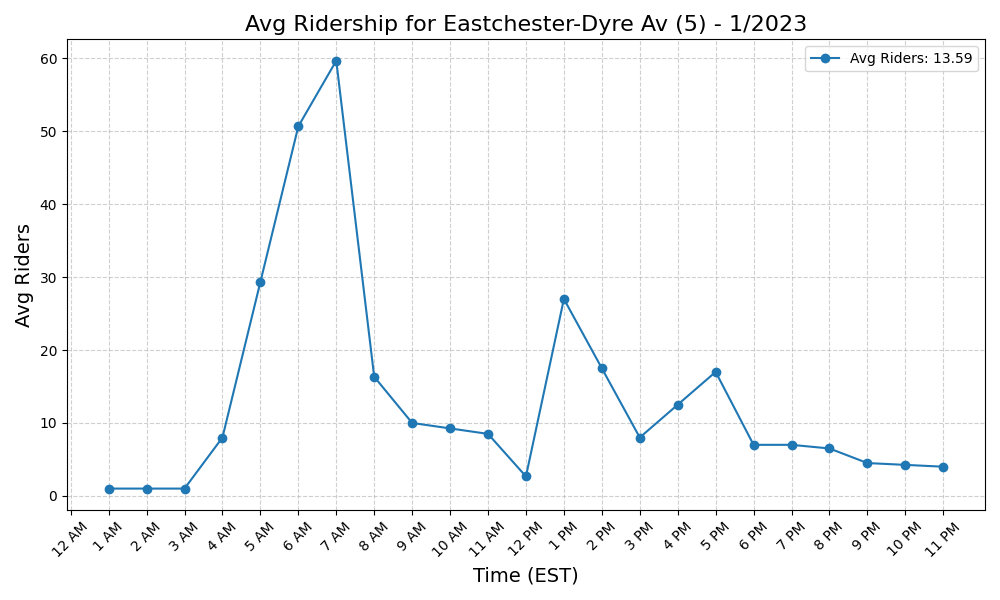 Avg Ridership for Eastchester-Dyre Av (5) - 1/2023
Avg Riders: 13.59
Avg Riders
60
50
40
30
20
10
0
12 AM
1 AM
2 AM
3 AM
4 AM
5 AM
6 AM
7 AM
8 AM
9 AM
10 AM
11 AM
12 PM
1 PM
2 PM
3 PM
4 PM
5 PM
6 PM
7 PM
8 PM
9 PM
10 PM
11 PM
Time (EST)